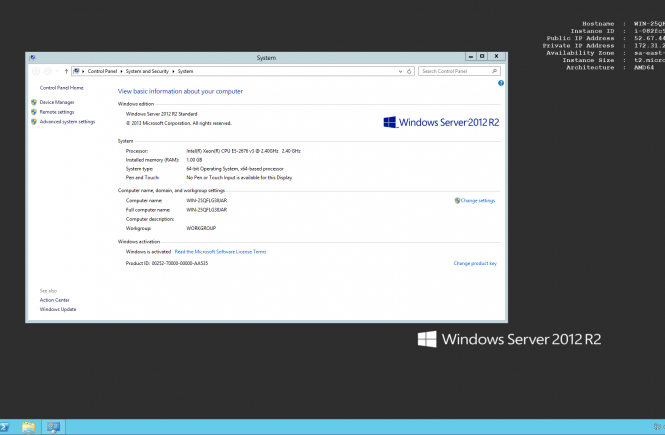 Hostname : WIN-25QF
Instance ID : i-082fc5
Public IP Address : 52.67.44
Private IP Address : 172.31.2
Availability Zone : sa-east-
Instance Size : t2.micro
Architecture : AMD64
System
Control Panel ▸ System and Security ▸ System
Search Control Panel
Control Panel Home
Device Manager
Remote settings
Advanced system settings
View basic information about your computer
Windows edition
Windows Server 2012 R2 Standard
© 2013 Microsoft Corporation. All rights reserved.
Windows Server 2012 R2
System
Processor: Intel(R) Xeon(R) CPU E5-2676 v3 @ 2.40GHz 2.40 GHz
Installed memory (RAM): 1.00 GB
System type: 64-bit Operating System, x64-based processor
Pen and Touch: No Pen or Touch Input is available for this Display
Computer name, domain, and workgroup settings
Computer name: WIN-25QFLG38JAR
Change settings
Full computer name: WIN-25QFLG38JAR
Computer description:
Workgroup: WORKGROUP
Windows activation
Windows is activated Read the Microsoft Software License Terms
Product ID: 00252-70000-00000-AA535
Change product key
See also
Action Center
Windows Update
Windows Server 2012 R2